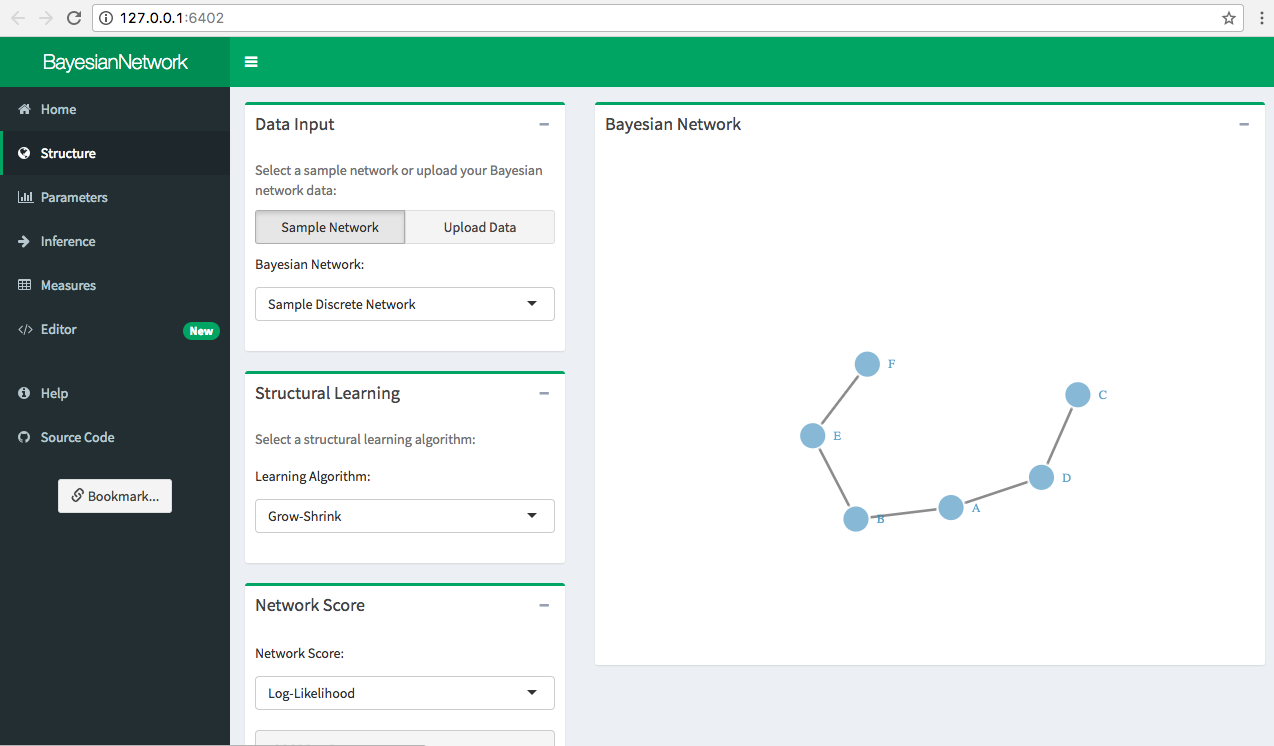 127.0.0.1:6402
BayesianNetwork
Home
Structure
Parameters
Inference
Measures
Editor New
Help
Source Code
Bookmark...
Data Input
Select a sample network or upload your Bayesian
network data:
Sample Network Upload Data
Bayesian Network:
Sample Discrete Network
Structural Learning
Select a structural learning algorithm:
Learning Algorithm:
Grow-Shrink
Network Score
Network Score:
Log-Likelihood
Bayesian Network
F
C
E
D
A
B